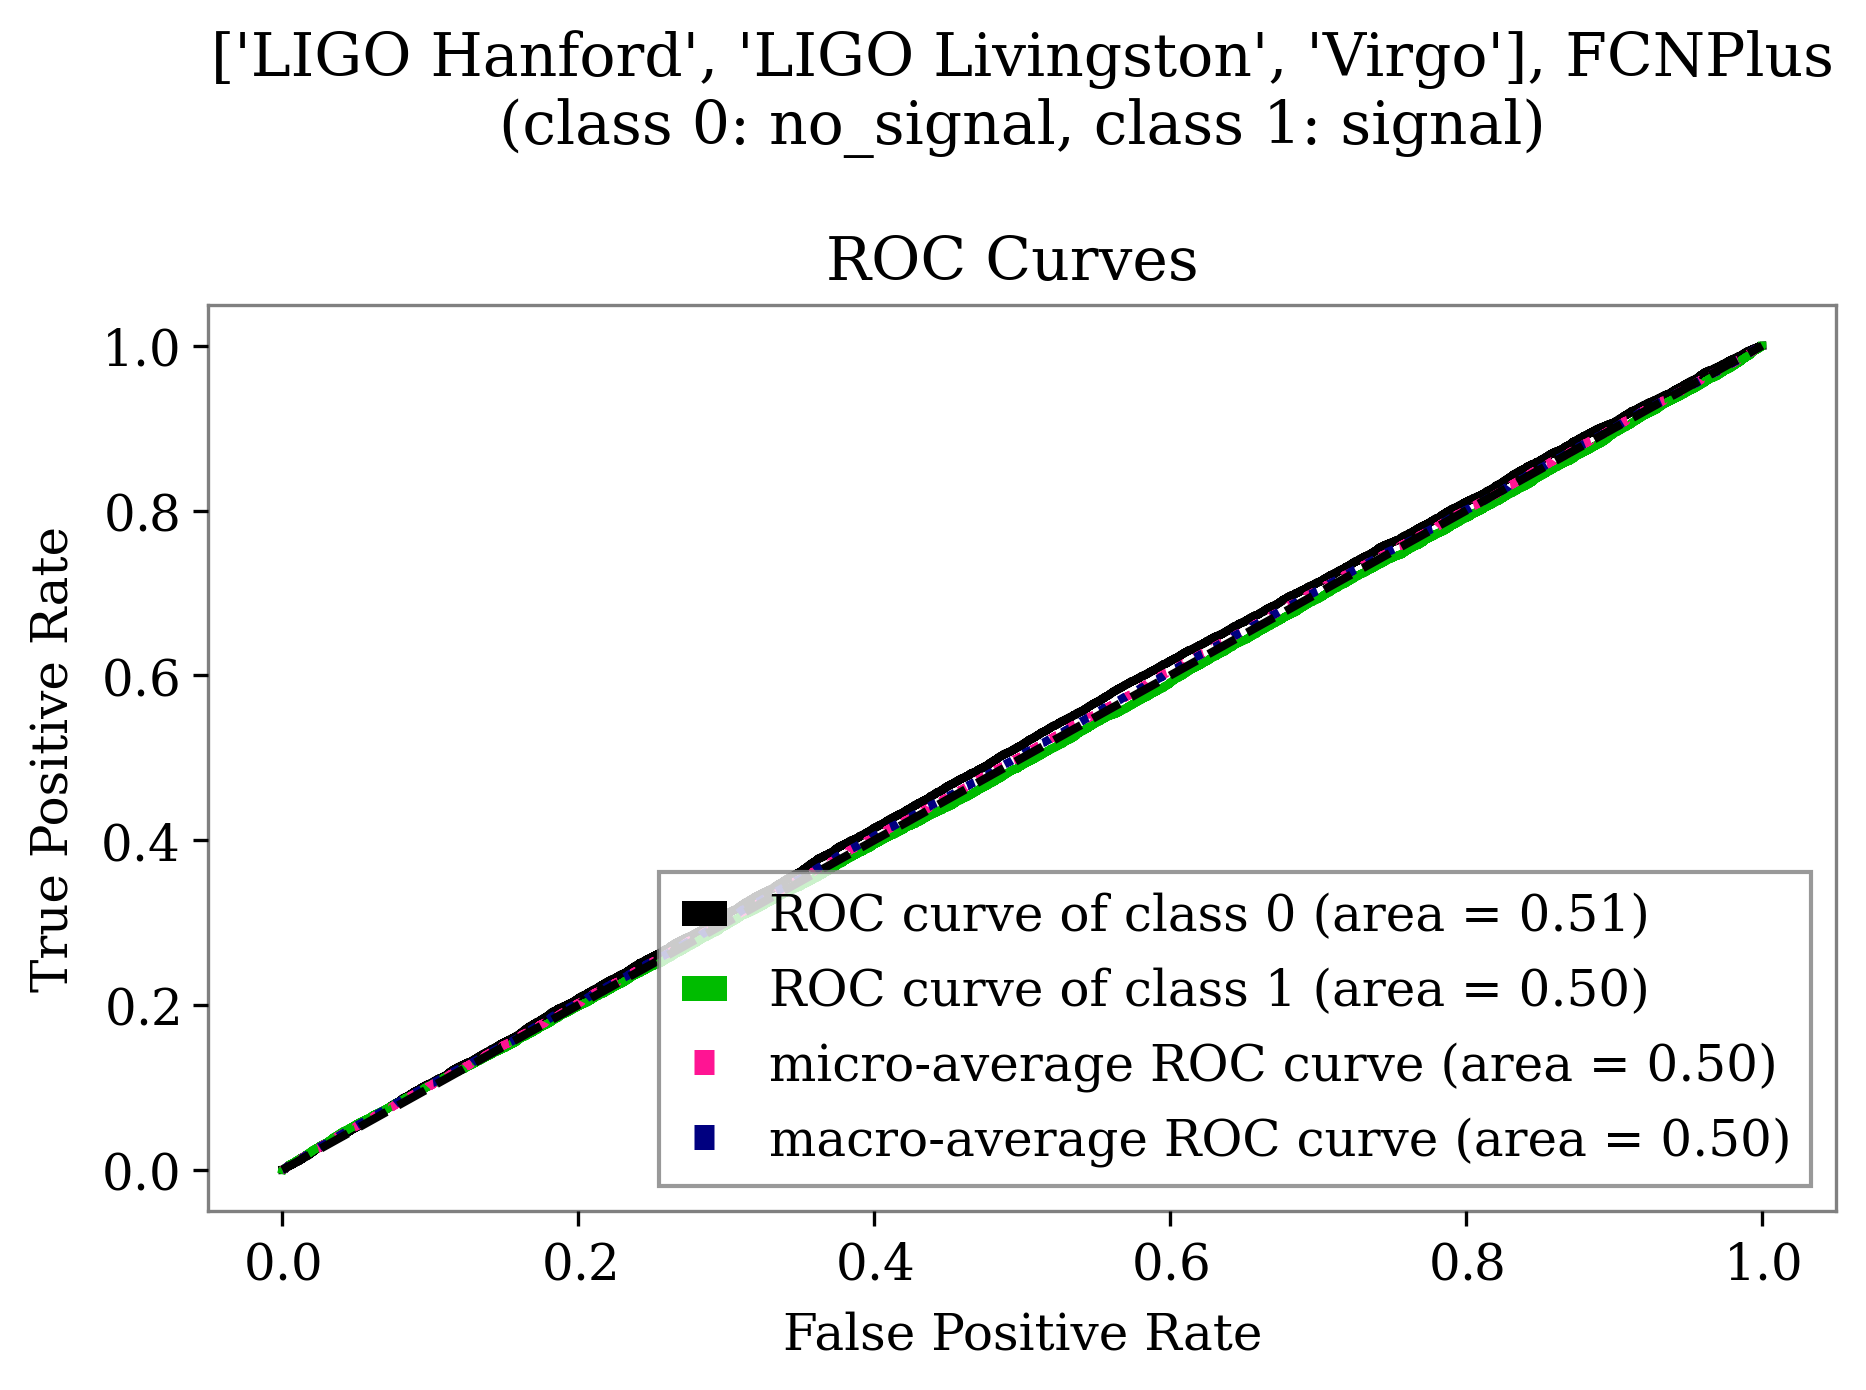 ['LIGO Hanford', 'LIGO Livingston', 'Virgo'], FCNPlus
(class 0: no_signal, class 1: signal)
ROC Curves
1.0
0.8
0.6
0.4
0.2
0.0
True Positive Rate
ROC curve of class 0 (area = 0.51)
ROC curve of class 1 (area = 0.50)
micro-average ROC curve (area = 0.50)
macro-average ROC curve (area = 0.50)
0.0 0.2 0.4 0.6 0.8 1.0
False Positive Rate